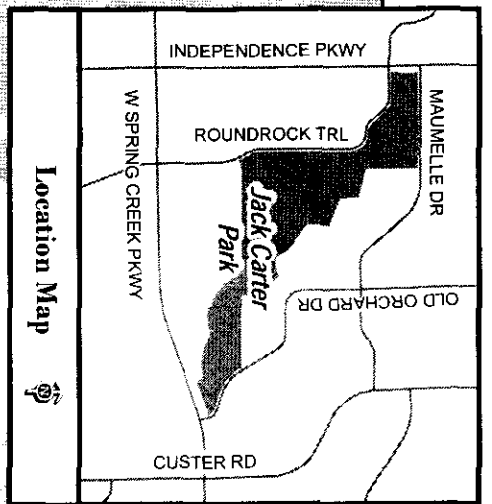 INDEPENDENCE PKWY
MAUMELLE DR
ROUNDROCK TRL
W SPRING CREEK PKWY
Jack Carter
Park
OLD ORCHARD DR
CUSTER RD
Location Map
N